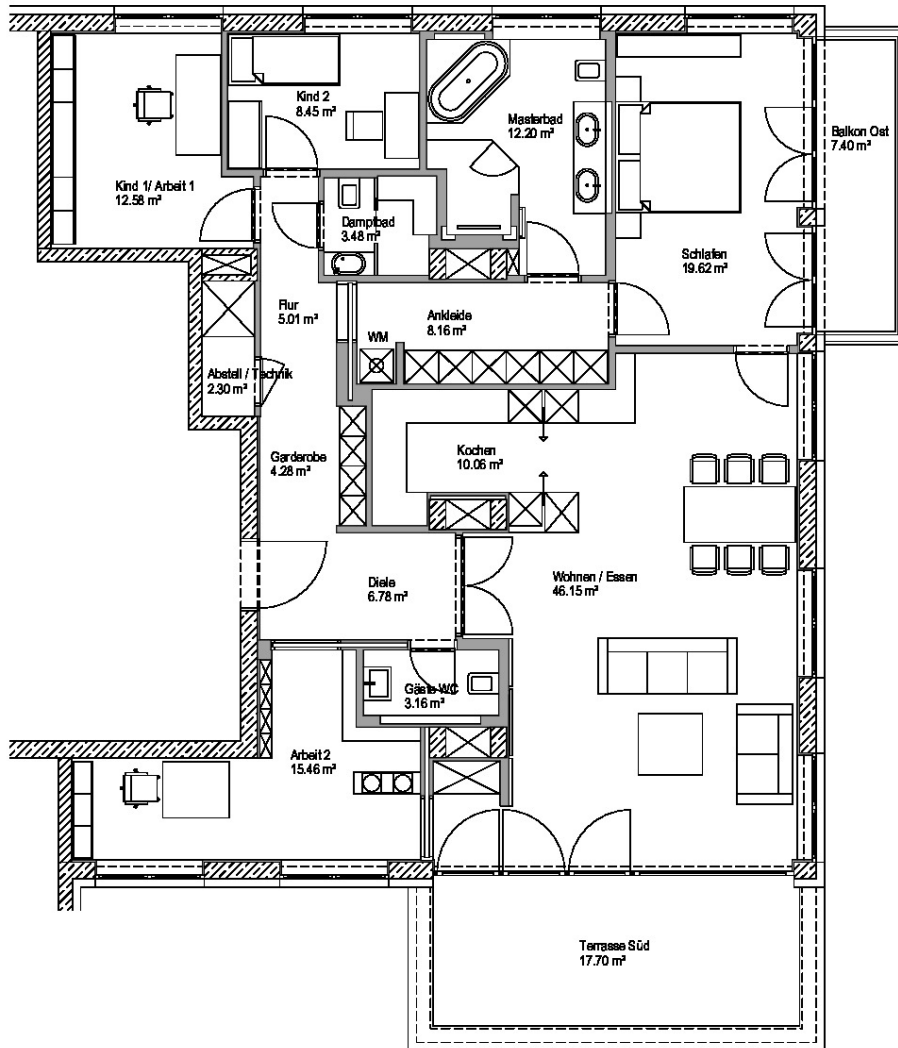 Kind 2
8.45 m²
Masterbad
12.20 m²
Balkon Ost
7.40 m²
Kind 1/ Arbeit 1
12.58 m²
Dampfbad
3.48 m²
Schlafen
19.62 m²
Flur
5.01 m²
Ankleide
8.16 m²
WM
Abstell / Technik
2.30 m²
Garderobe
4.28 m²
Kochen
10.06 m²
Diele
6.78 m²
Wohnen / Essen
46.15 m²
Gäste WC
3.16 m²
Arbeit 2
15.46 m²
Terrasse Süd
17.70 m²